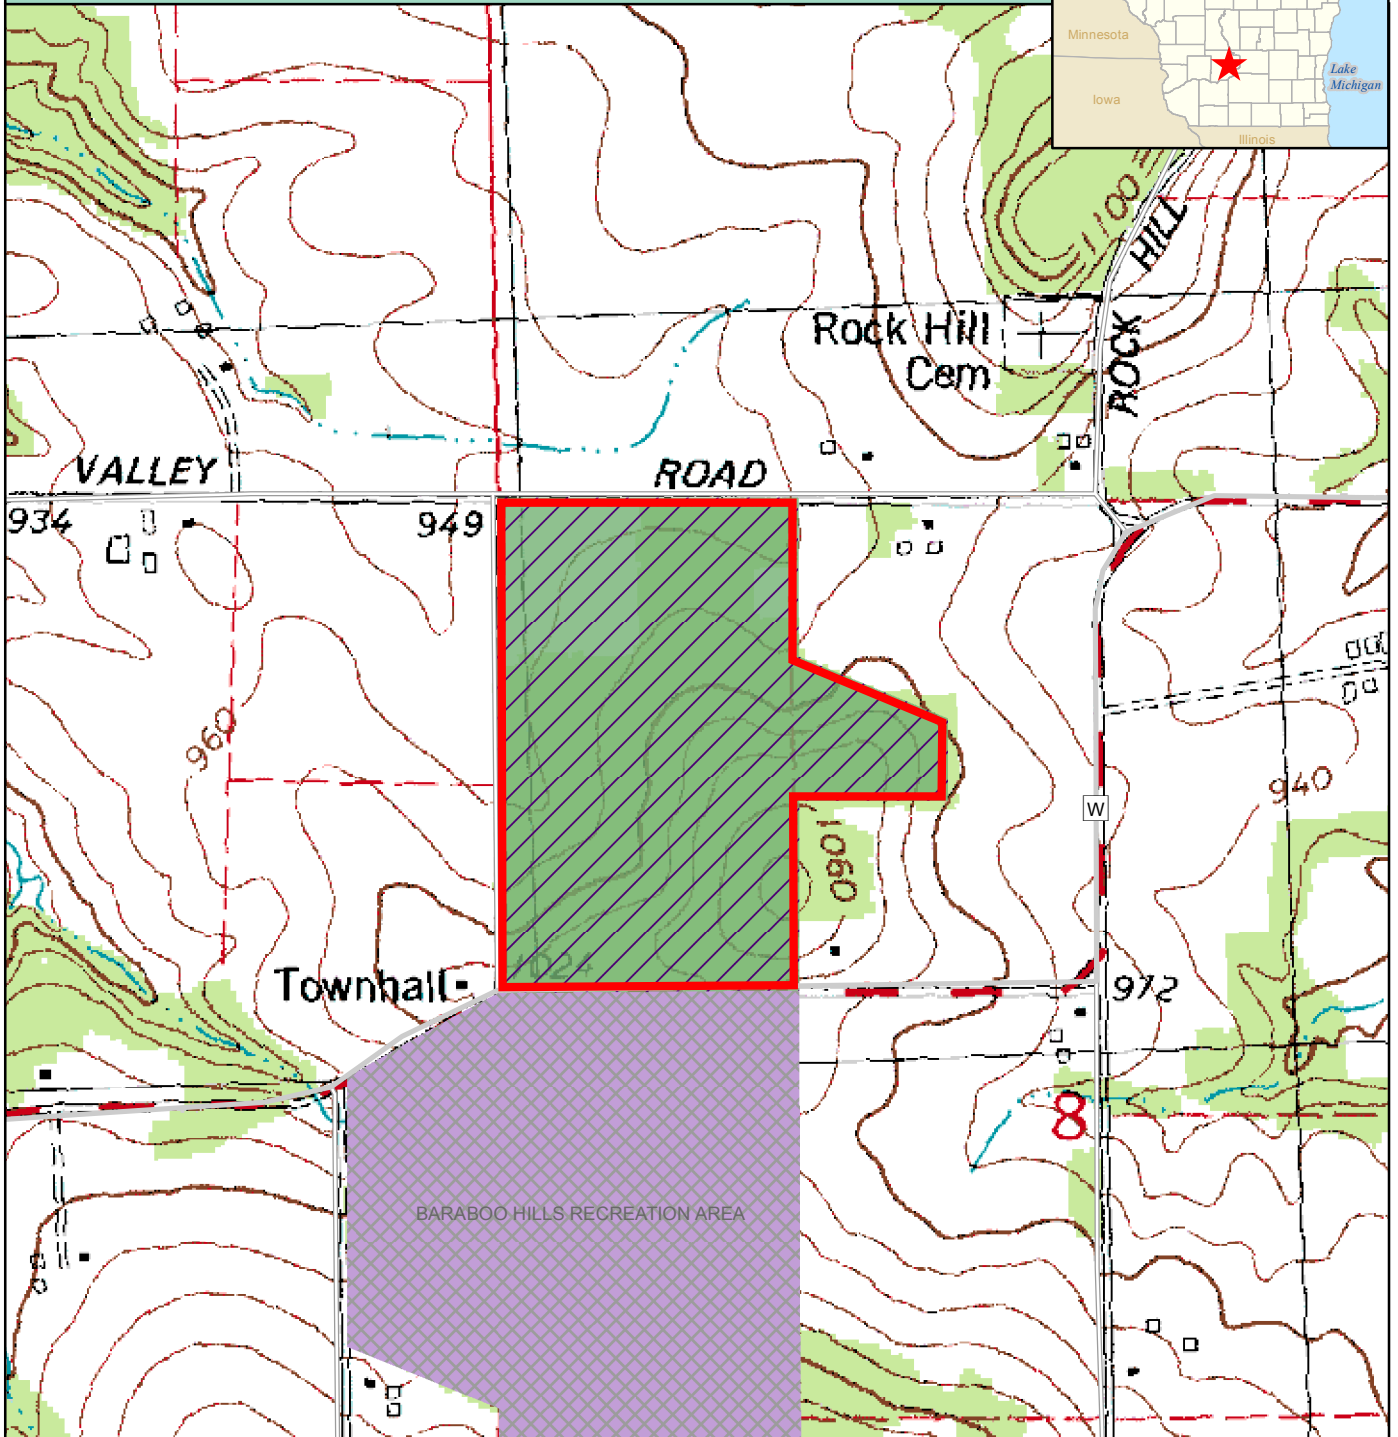 Minnesota
Lake
Michigan
Iowa
Illinois
1100
HILL
ROCK
Rock Hill
Cem
VALLEY
ROAD
934
949
960
940
W
1060
1024
Townhall
972
8
BARABOO HILLS RECREATION AREA